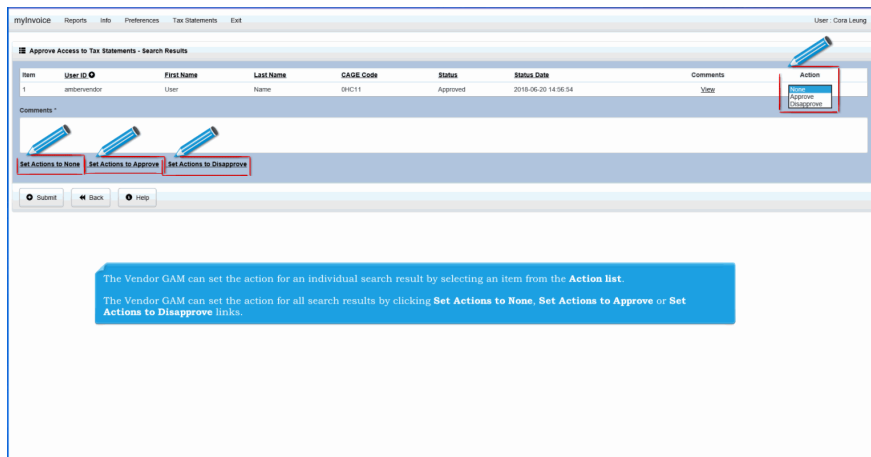 myInvoice Reports Info Preferences Tax Statements Exit User : Cora Leung
Approve Access to Tax Statements - Search Results
Item User ID First Name Last Name CAGE Code Status Status Date Comments Action
1 ambervendor User Name 0HC11 Approved 2018-06-20 14:56:54 View None
Approve
Disapprove
Comments *
Set Actions to None Set Actions to Approve Set Actions to Disapprove
Submit Back Help
The Vendor GAM can set the action for an individual search result by selecting an item from the Action list.
The Vendor GAM can set the action for all search results by clicking Set Actions to None, Set Actions to Approve or Set
Actions to Disapprove links.